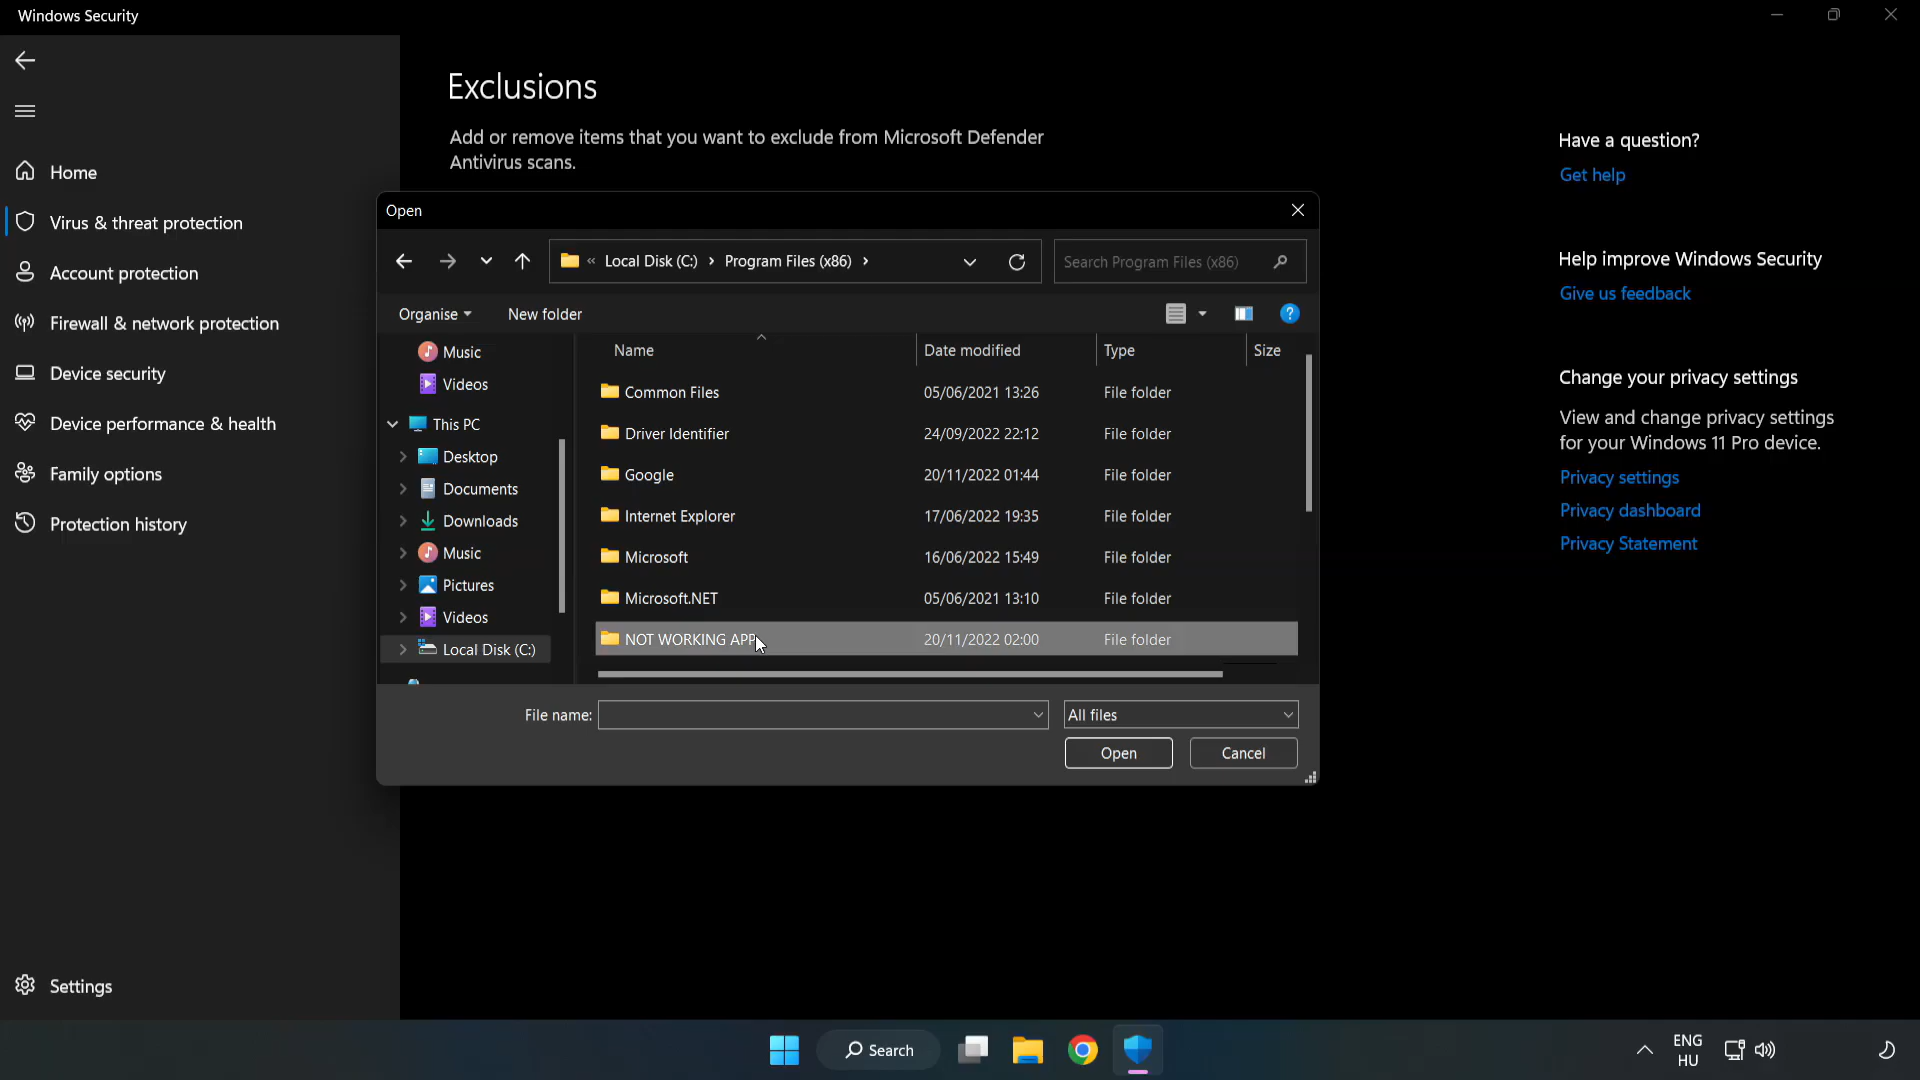 Windows Security
Home
Virus & threat protection
Account protection
Firewall & network protection
Device security
Device performance & health
Family options
Protection history
Settings
Exclusions
Add or remove items that you want to exclude from Microsoft Defender
Antivirus scans.
Open
Local Disk (C:)
Program Files (x86)
Search Program Files (x86)
Organise
New folder
Music
Videos
This PC
Desktop
Documents
Downloads
Music
Pictures
Videos
Local Disk (C:)
Name Date modified Type Size
Common Files 05/06/2021 13:26 File folder
Driver Identifier 24/09/2022 22:12 File folder
Google 20/11/2022 01:44 File folder
Internet Explorer 17/06/2022 19:35 File folder
Microsoft 16/06/2022 15:49 File folder
Microsoft.NET 05/06/2021 13:10 File folder
NOT WORKING APP 20/11/2022 02:00 File folder
File name:
All files
Open
Cancel
Have a question?
Get help
Help improve Windows Security
Give us feedback
Change your privacy settings
View and change privacy settings
for your Windows 11 Pro device.
Privacy settings
Privacy dashboard
Privacy Statement
Search
ENG
HU